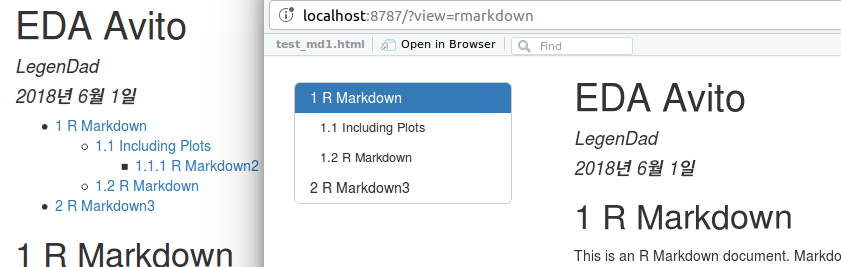 EDA Avito
LegenDad
2018년 6월 1일
1 R Markdown
1.1 Including Plots
1.1.1 R Markdown2
1.2 R Markdown
2 R Markdown3
1 R Markdown
localhost:8787/?view=rmarkdown
test_md1.html Open in Browser Find
1 R Markdown
1.1 Including Plots
1.2 R Markdown
2 R Markdown3
EDA Avito
LegenDad
2018년 6월 1일
1 R Markdown
This is an R Markdown document. Markdo